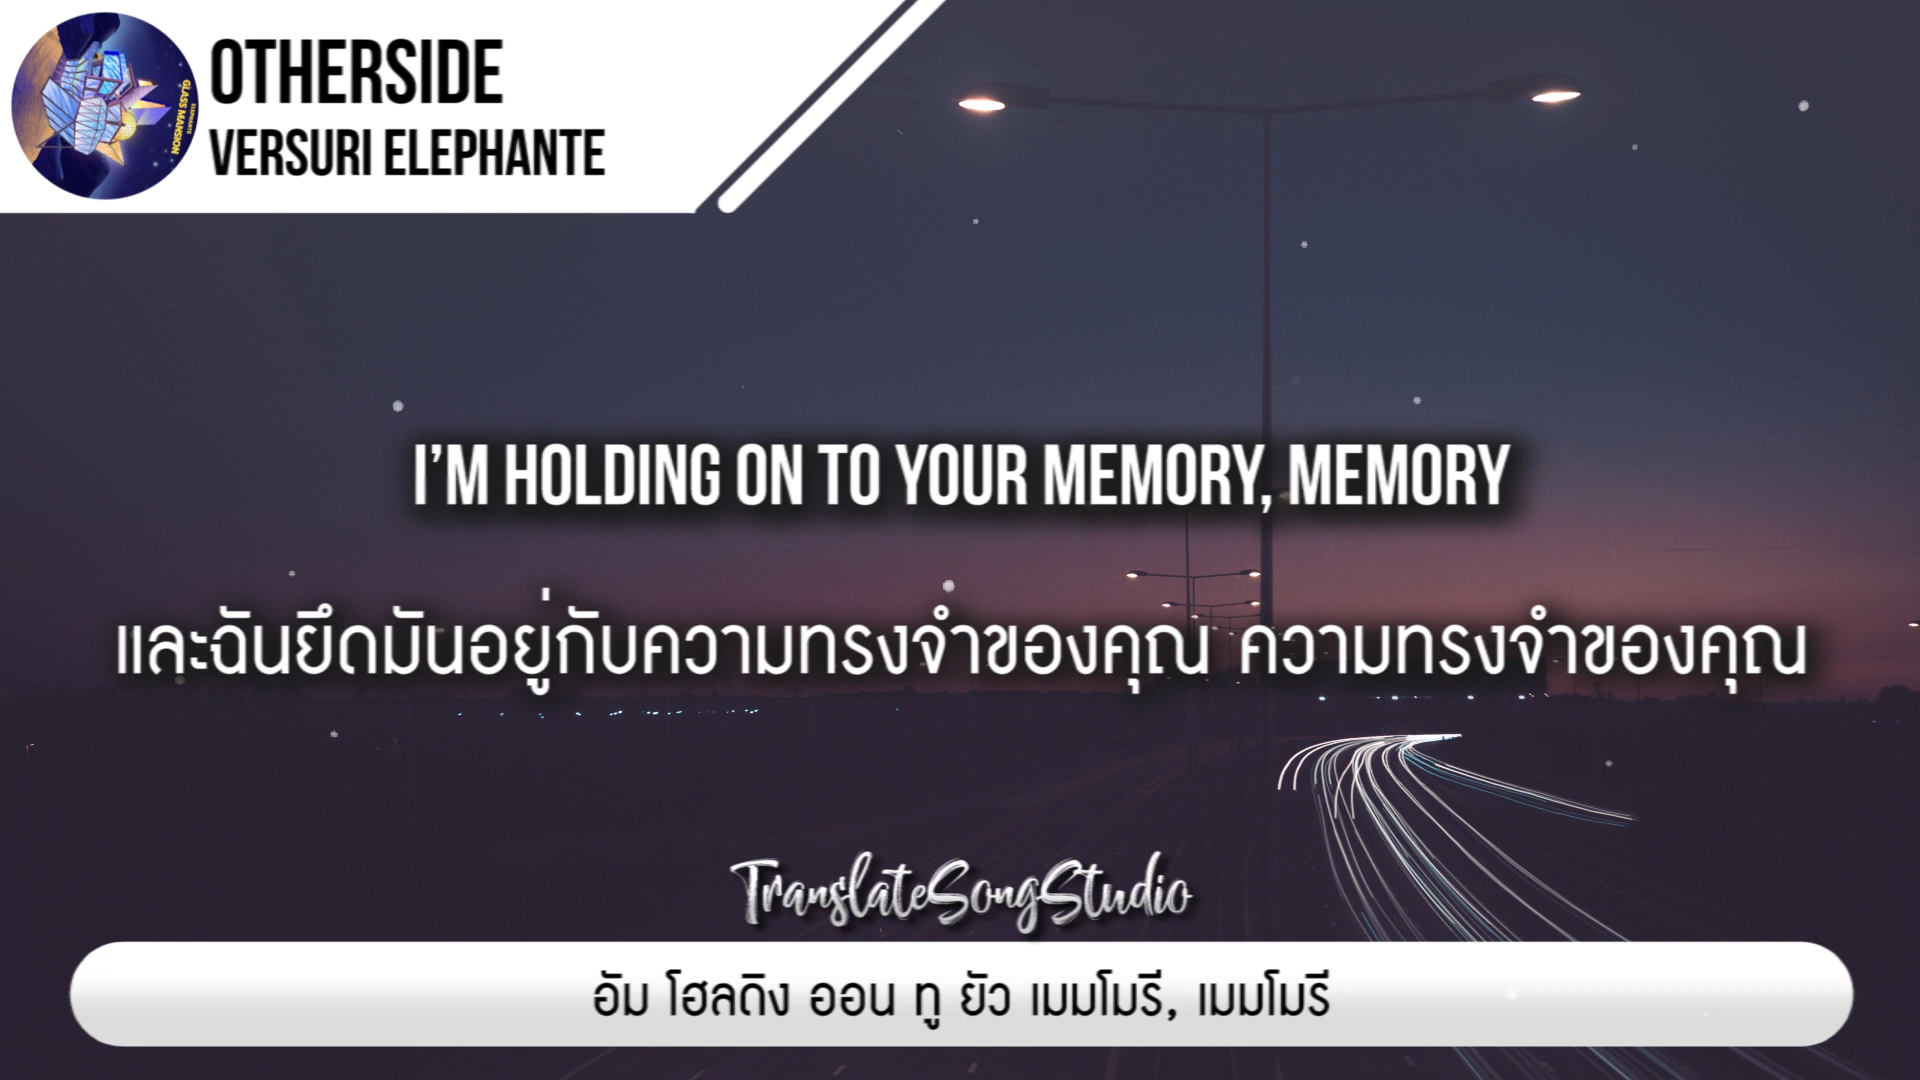 OTHERSIDE
VERSURI ELEPHANTE
ELEPHANTE
GLASS MANSION
I'M HOLDING ON TO YOUR MEMORY, MEMORY
และฉันยึดมันอยู่กับความทรงจำของคุณ ความทรงจำของคุณ
TranslateSongStudio
อัม โฮลดิง ออน ทู ยัว เมมโมรี, เมมโมรี